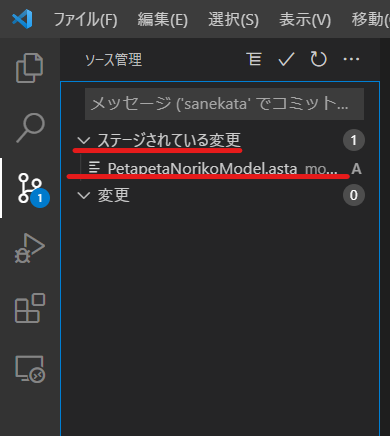 ファイル(F) 編集(E) 選択(S) 表示(V) 移動(
ソース管理
メッセージ ('sanekata' でコミット...
ステージされている変更 1
PetapetaNorikoModel.asta mo... A
変更 0
1